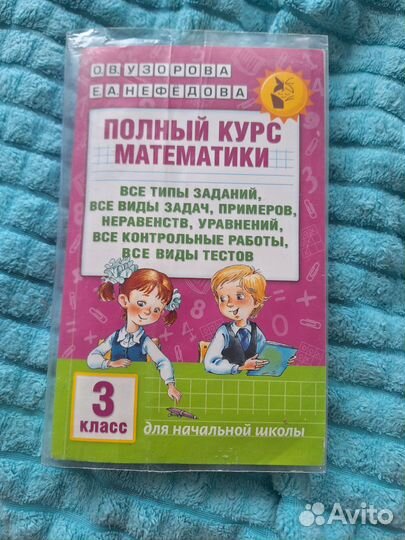 О.В. УЗОРОВА
Е.А. НЕФЁДОВА
ПОЛНЫЙ КУРС
МАТЕМАТИКИ
ВСЕ ТИПЫ ЗАДАНИЙ,
ВСЕ ВИДЫ ЗАДАЧ, ПРИМЕРОВ,
НЕРАВЕНСТВ, УРАВНЕНИЙ,
ВСЕ КОНТРОЛЬНЫЕ РАБОТЫ,
ВСЕ ВИДЫ ТЕСТОВ
3
КЛАСС
для начальной школы
Avito